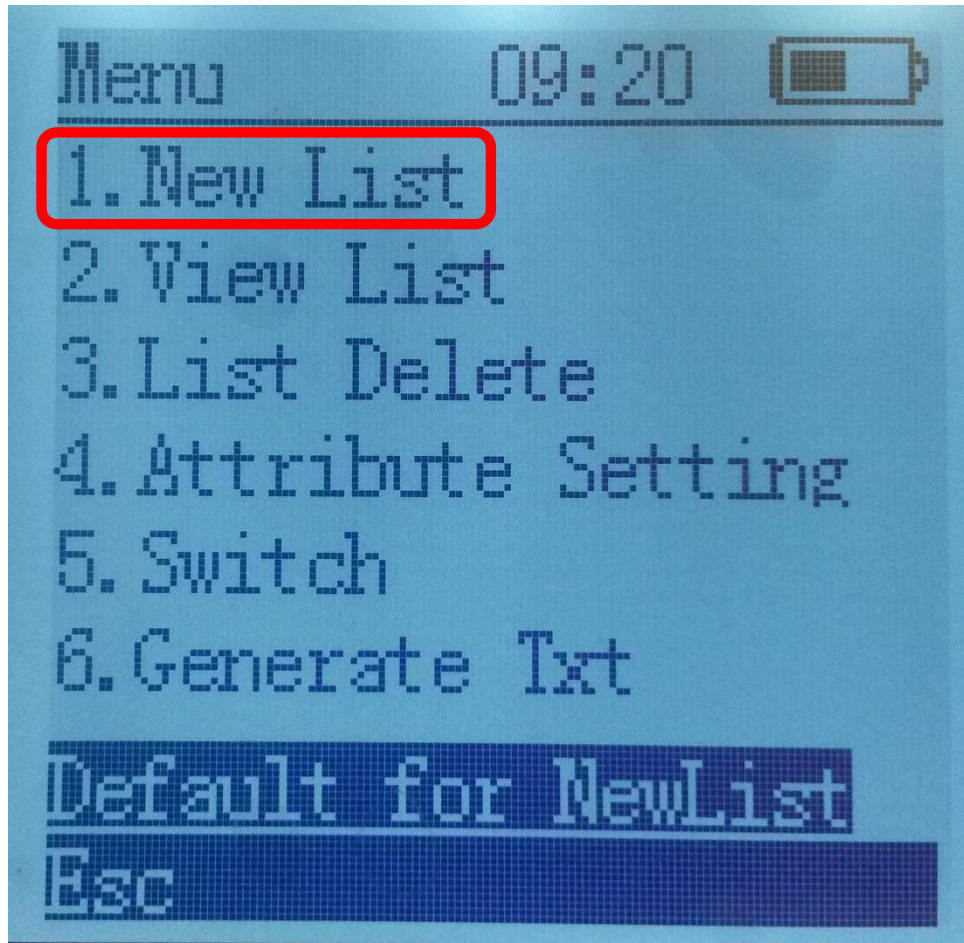 Menu 09:20
1.New List
2.View List
3.List Delete
4.Attribute Setting
5.Switch
6.Generate Txt
Default for NewList
Esc